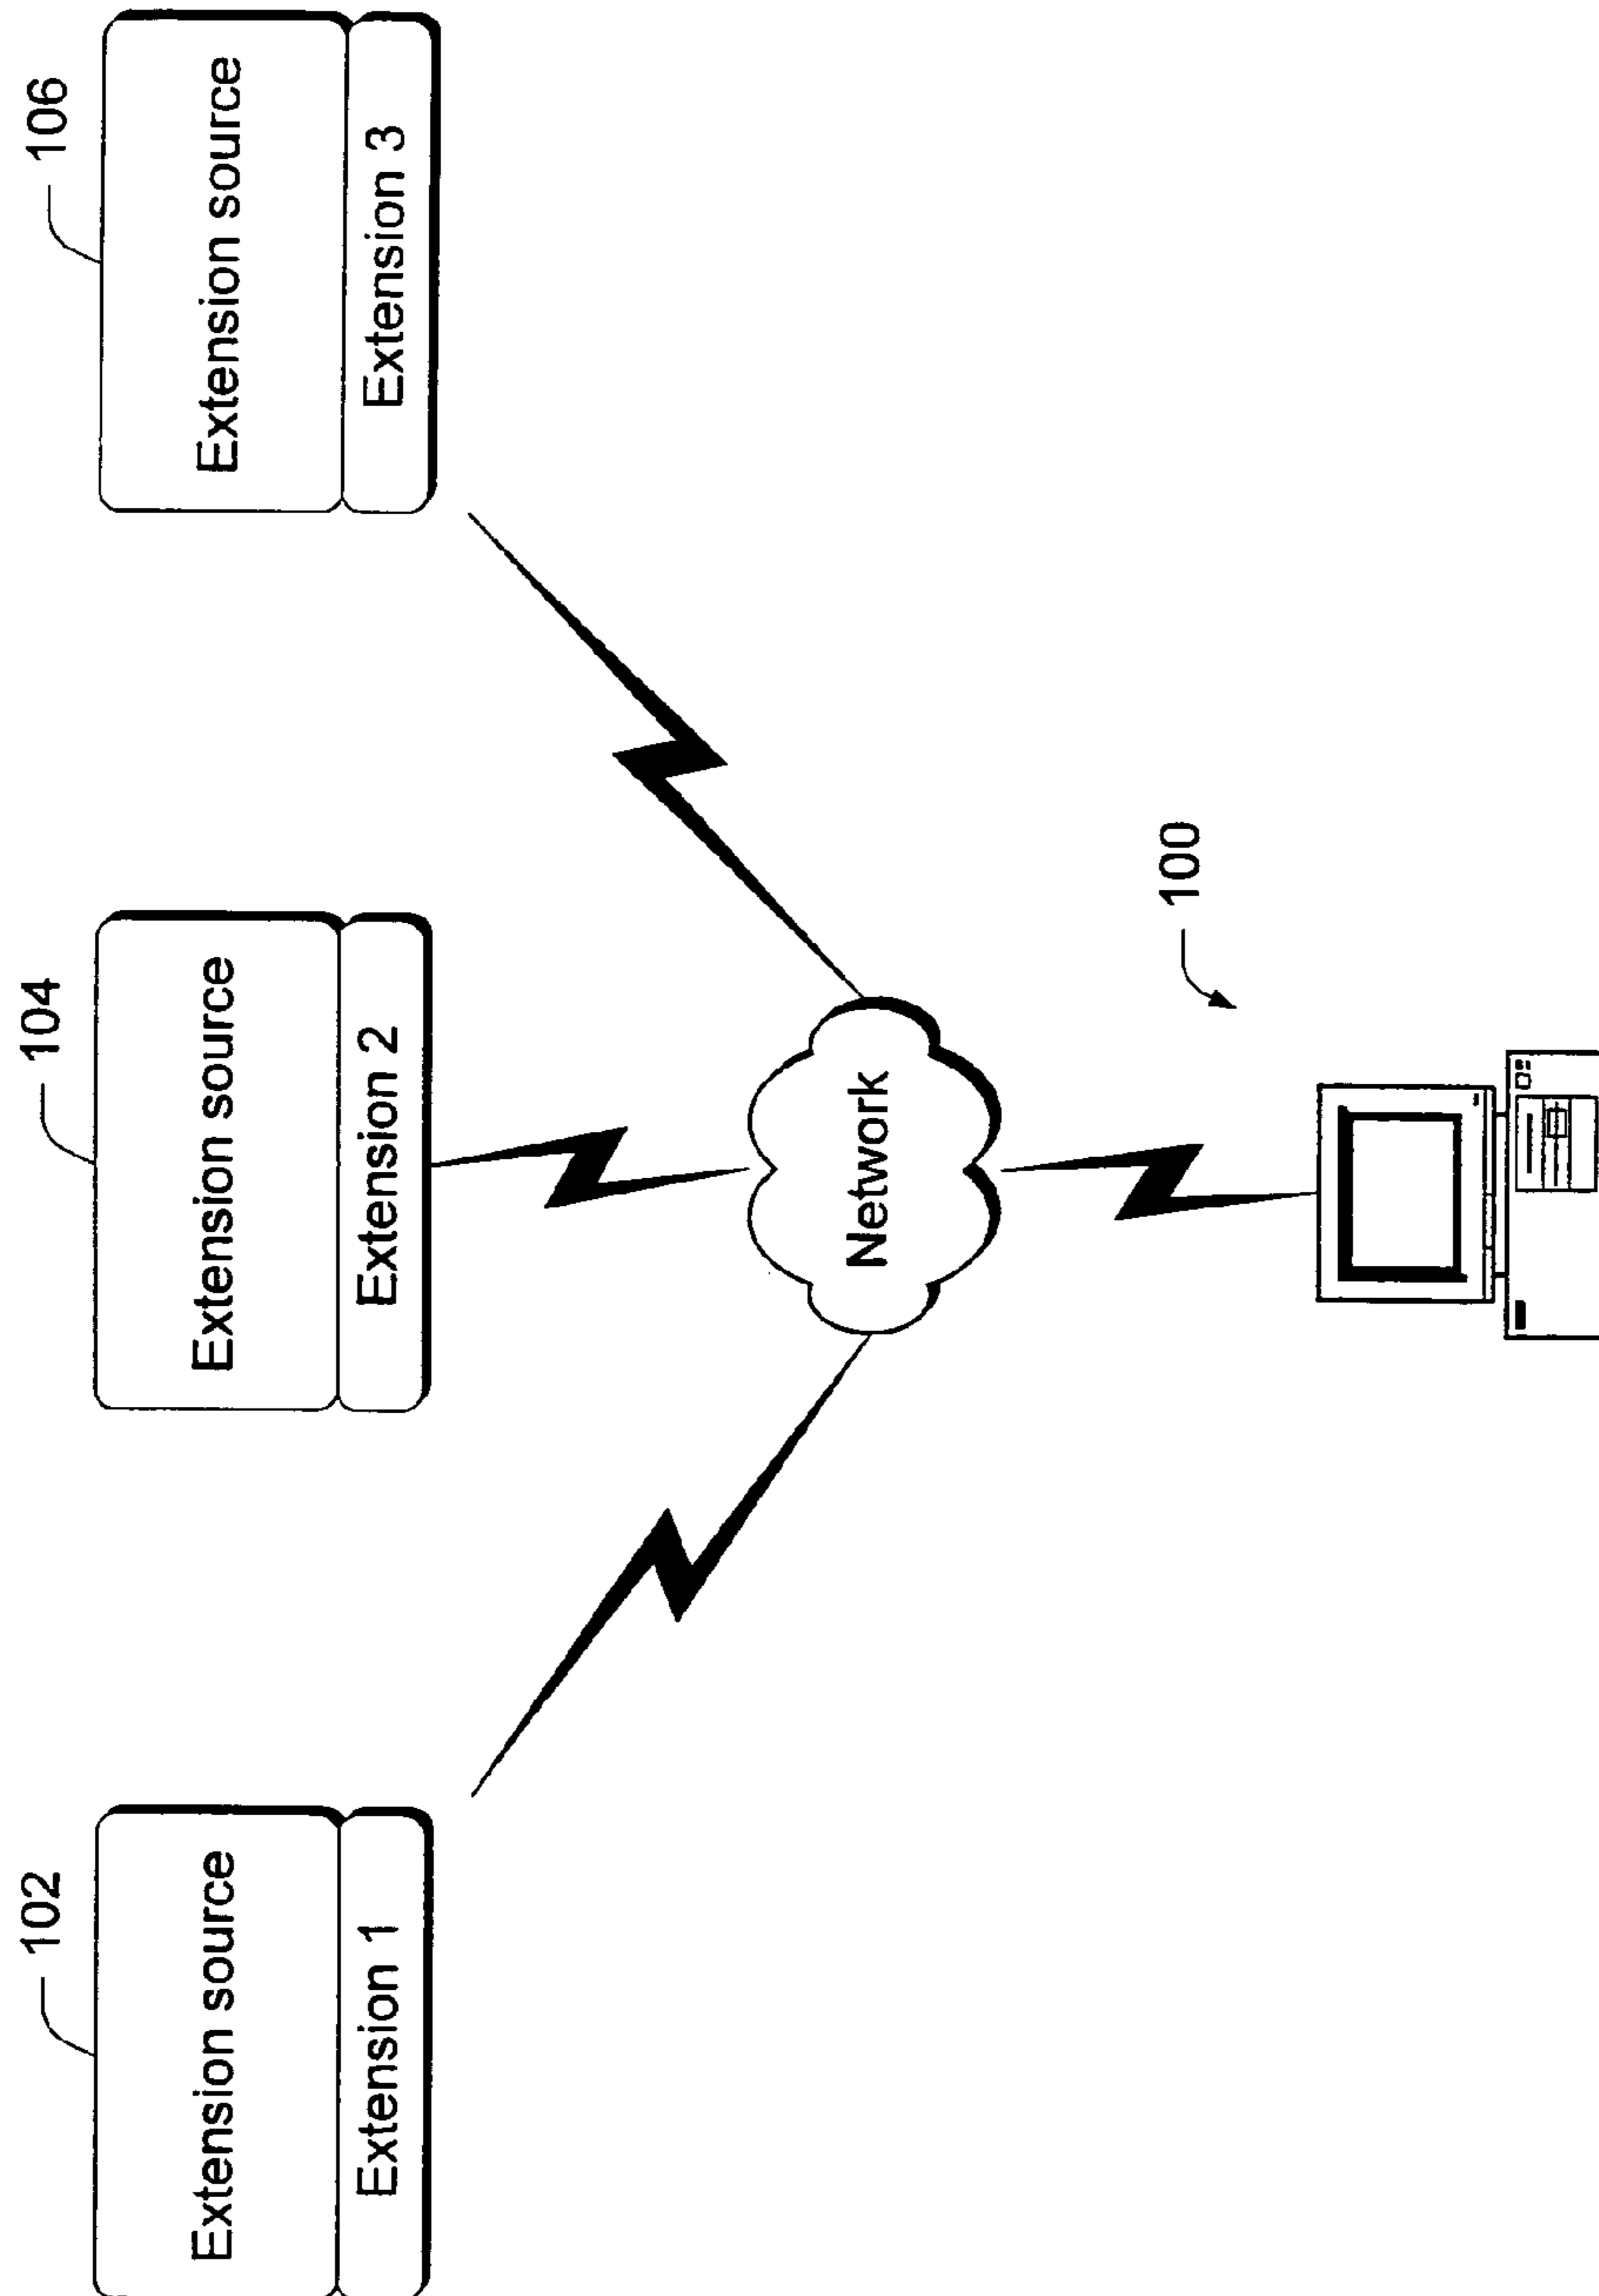 102
Extension source
Extension 1
104
Extension source
Extension 2
106
Extension source
Extension 3
Network
100